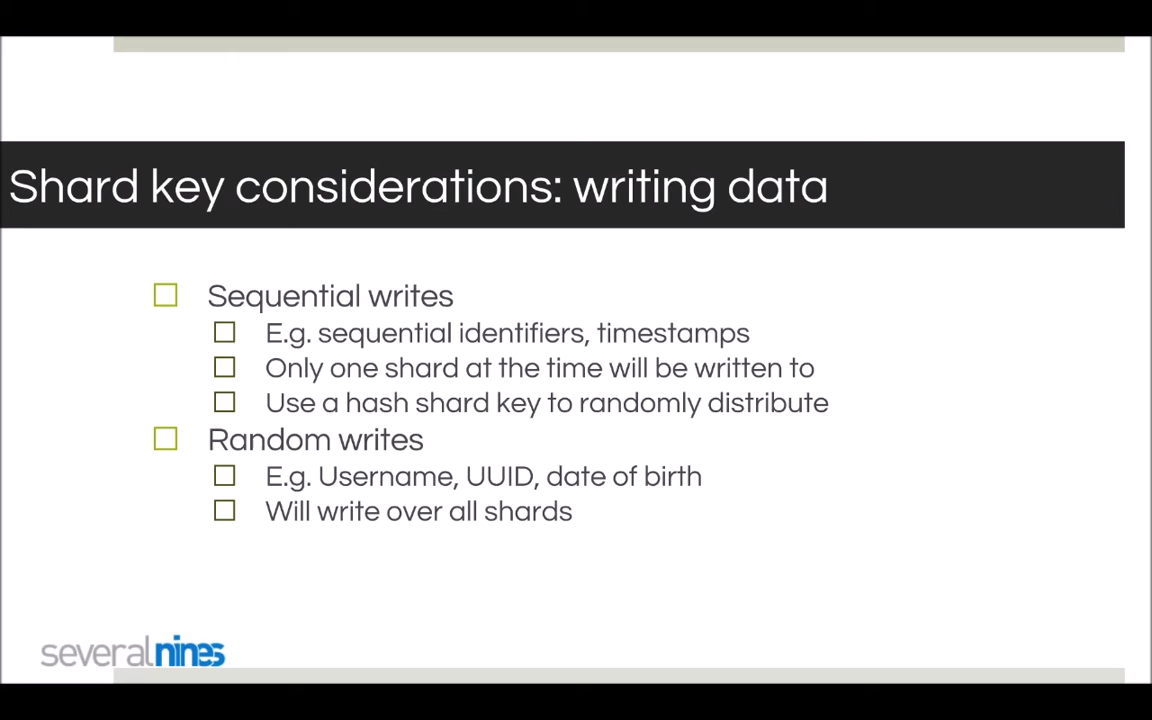 Shard key considerations: writing data
Sequential writes
E.g. sequential identifiers, timestamps
Only one shard at the time will be written to
Use a hash shard key to randomly distribute
Random writes
E.g. Username, UUID, date of birth
Will write over all shards
severalnines